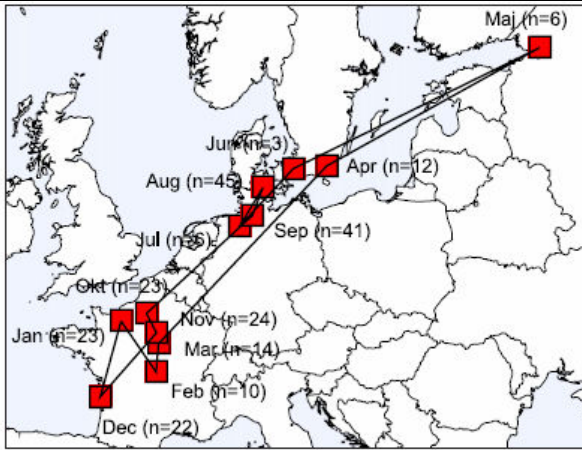 Maj (n=6)
Jun (n=3)
Apr (n=12)
Aug (n=45)
Sep (n=41)
Jul (n=6)
Okt (n=23)
Nov (n=24)
Jan (n=23)
Mar (n=14)
Feb (n=10)
Dec (n=22)